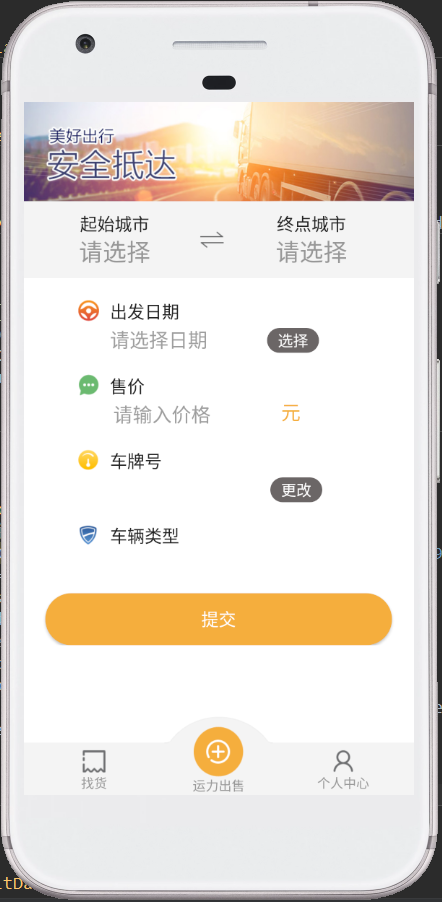 美好出行
安全抵达
起始城市 终点城市
请选择 请选择
出发日期
请选择日期 选择
售价
请输入价格 元
车牌号
更改
车辆类型
提交
找货 运力出售 个人中心